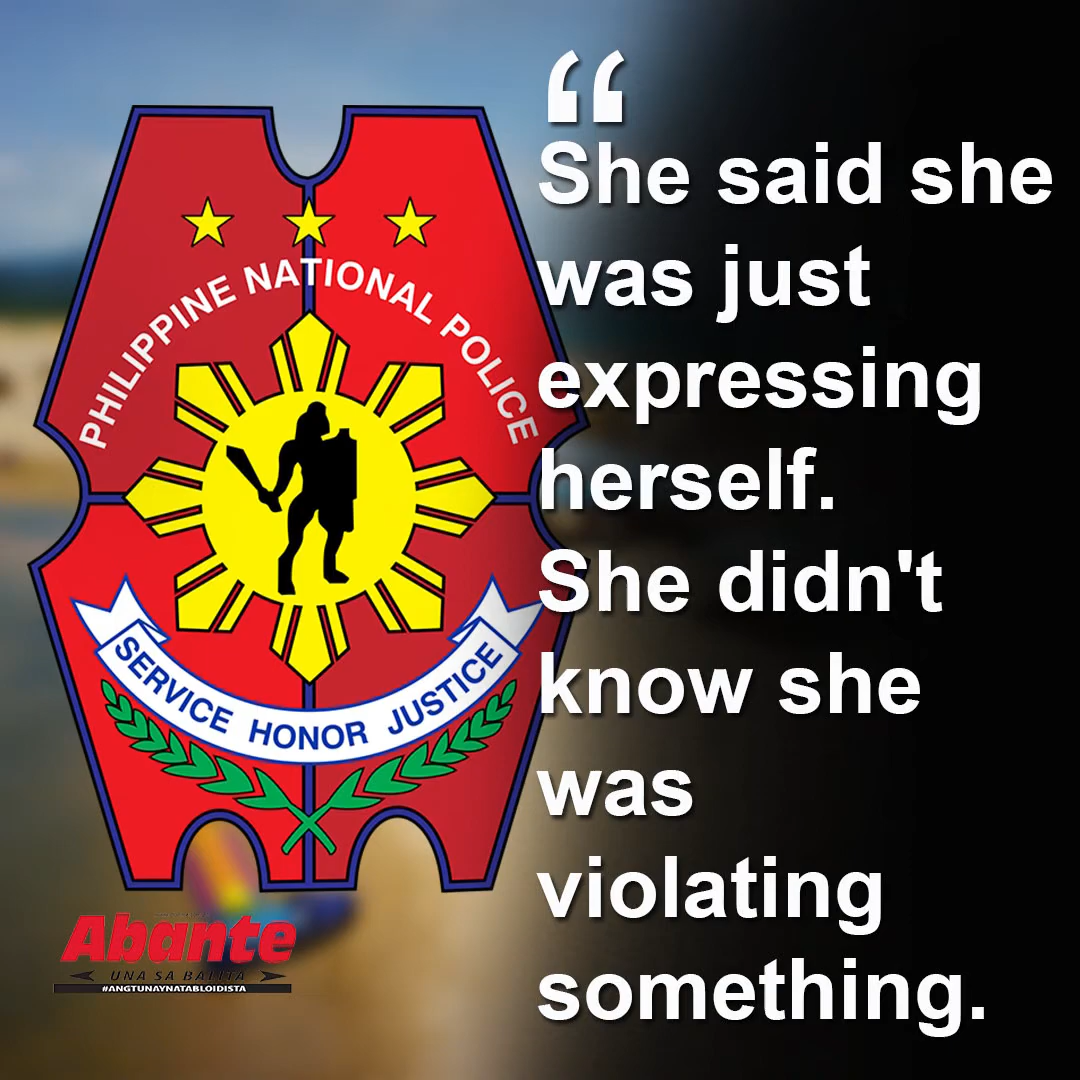 PHILIPPINE NATIONAL POLICE
SERVICE HONOR JUSTICE
“
She said she
was just
expressing
herself.
She didn't
know she
was
violating
something.
Abante
UNA SA BALITA
#ANGTUNAYNATABLOIDISTA